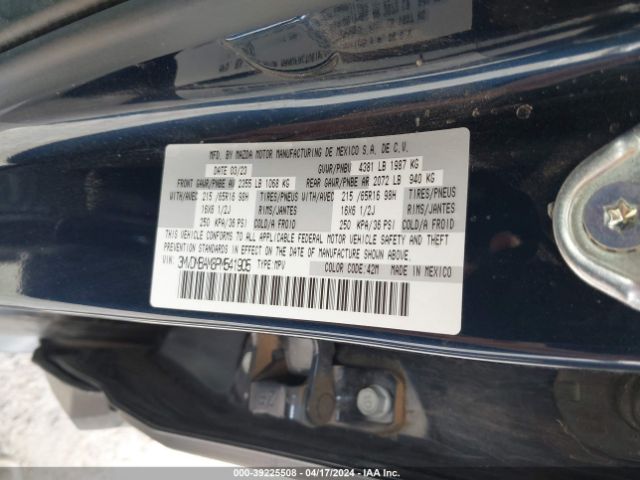 MFD. BY MAZDA MOTOR MANUFACTURING DE MEXICO S.A. DE C.V.
DATE 03/23 GVWR/PNBV 4381 LB 1987 KG
FRONT GAWR/PNBE AV 2355 LB 1068 KG REAR GAWR/PNBE AR 2072 LB 940 KG
WITH/AVEC 215 /65R16 98H TIRES/PNEUS WITH/AVEC 215 /65R16 98H TIRES/PNEUS
16X6 1/2J RIMS/JANTES 16X6 1/2J RIMS/JANTES
250 KPA/36 PSI COLD/A FROID 250 KPA/36 PSI COLD/A FROID
THIS VEHICLE CONFORMS TO ALL APPLICABLE FEDERAL MOTOR VEHICLE SAFETY AND THEFT
PREVENTION STANDARDS IN EFFECT ON THE DATE OF MANUFACTURE SHOWN ABOVE.
VIN: TYPE MPV COLOR CODE:42M MADE IN MEXICO
000-39225508 - 04/17/2024 - IAA Inc.